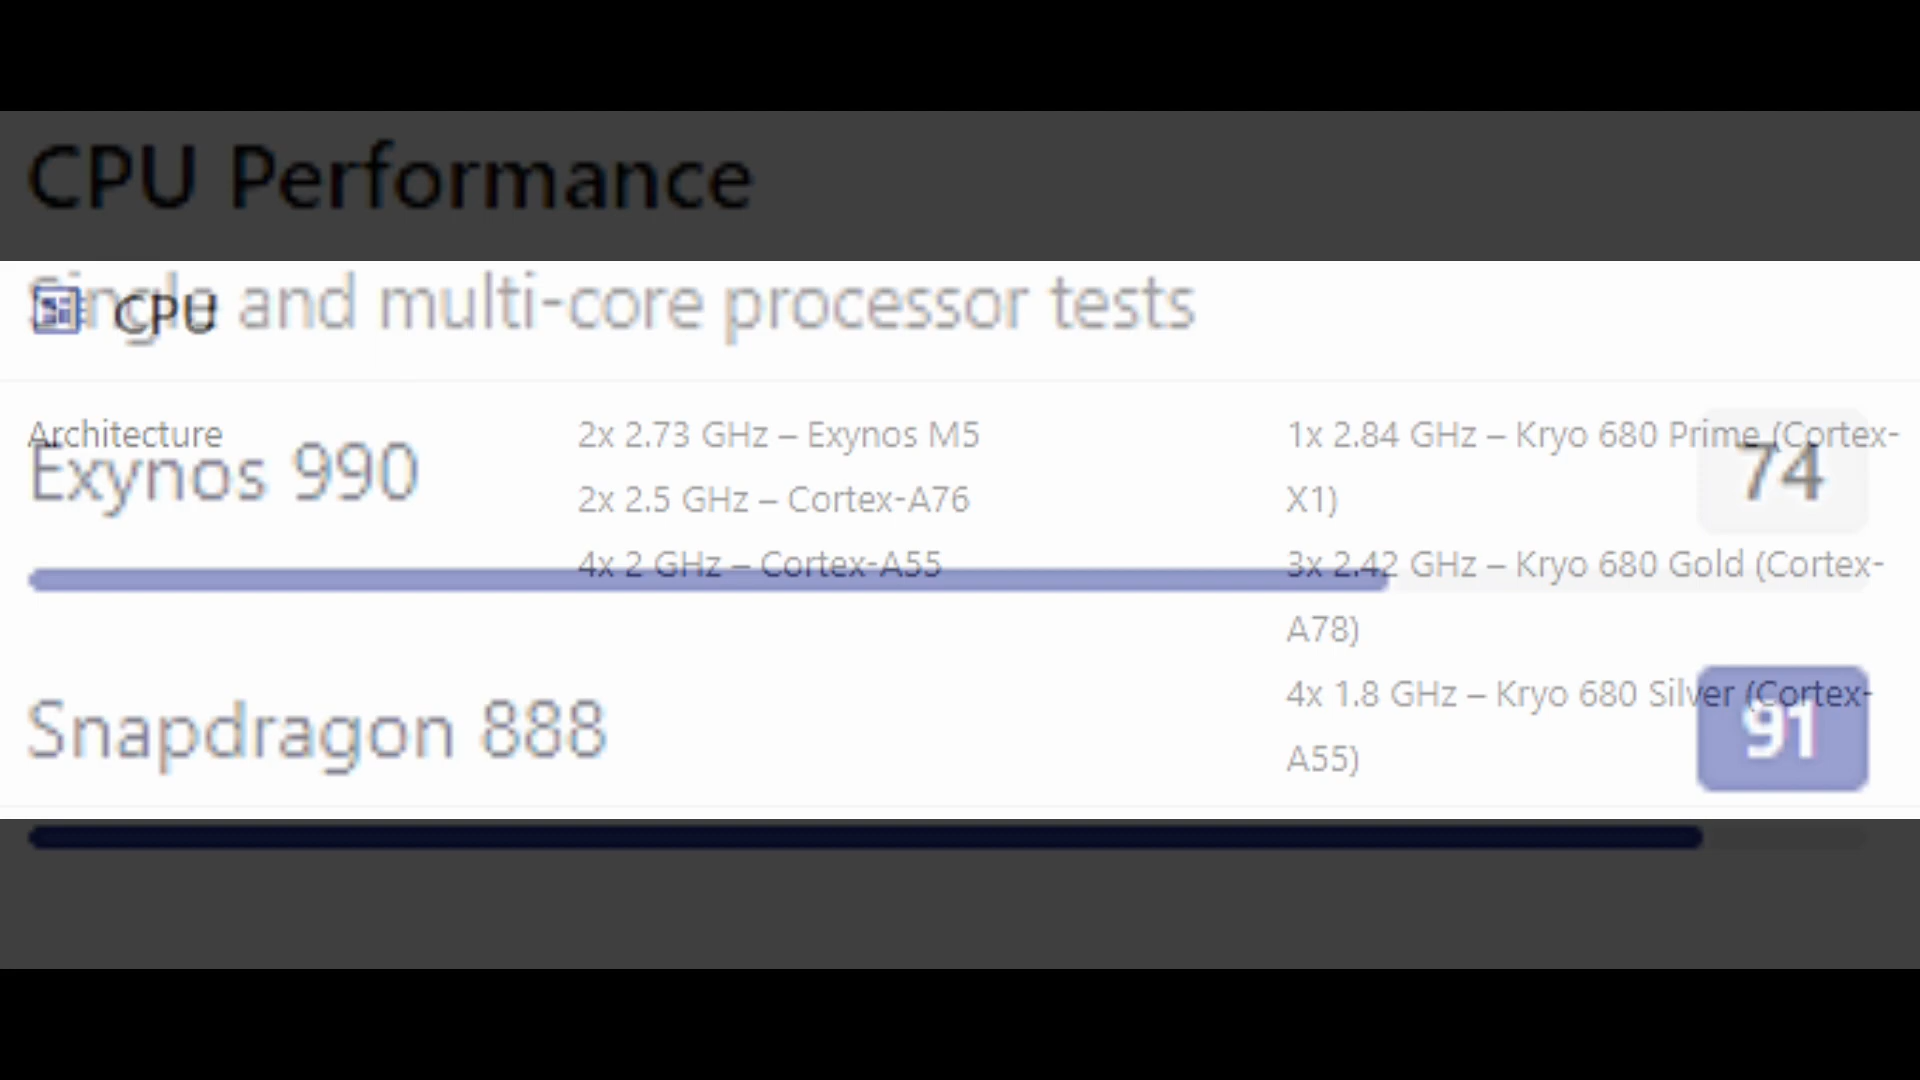 CPU Performance
Single and multi-core processor tests
CPU
Architecture
2x 2.73 GHz – Exynos M5
2x 2.5 GHz – Cortex-A76
4x 2 GHz – Cortex-A55
1x 2.84 GHz – Kryo 680 Prime (Cortex-
X1)
3x 2.42 GHz – Kryo 680 Gold (Cortex-
A78)
4x 1.8 GHz – Kryo 680 Silver (Cortex-
A55)
Exynos 990
74
Snapdragon 888
91